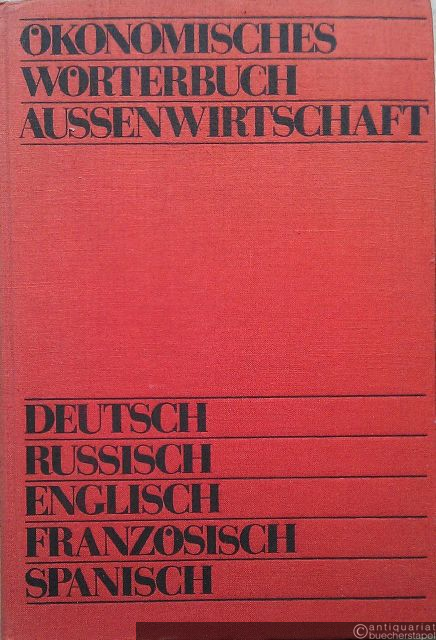 ÖKONOMISCHES
WÖRTERBUCH
AUSSENWIRTSCHAFT
DEUTSCH
RUSSISCH
ENGLISCH
FRANZÖSISCH
SPANISCH
antiquariat
buecherstapel